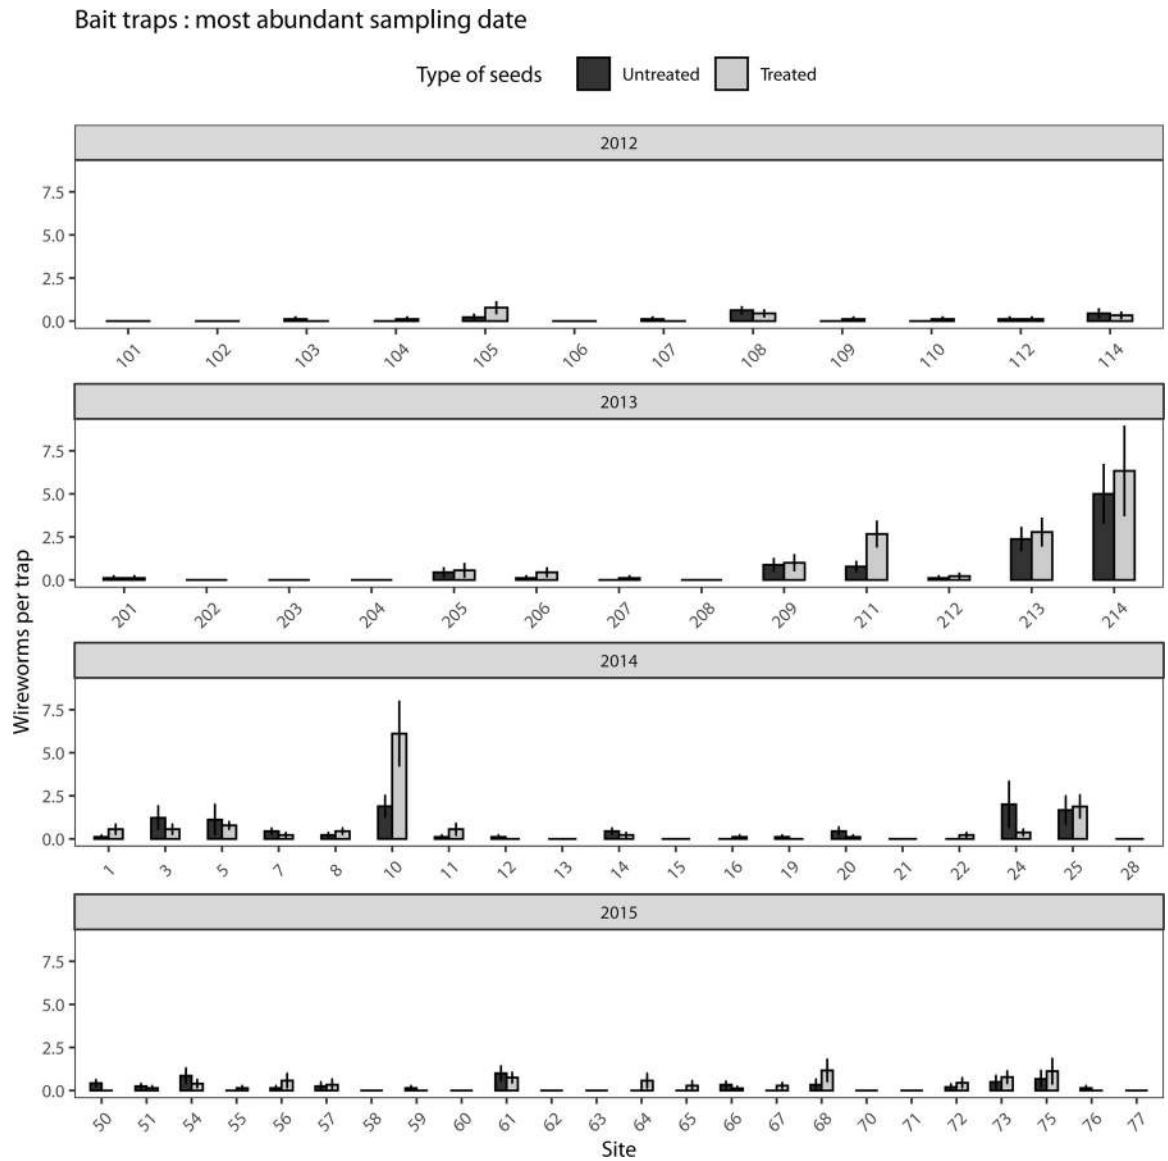 Bait traps : most abundant sampling date
Type of seeds Untreated Treated
Wireworms per trap
2012
7.5
5.0
2.5
0.0
101 102 103 104 105 106 107 108 109 110 112 114
2013
7.5
5.0
2.5
0.0
201 202 203 204 205 206 207 208 209 211 212 213 214
2014
7.5
5.0
2.5
0.0
1 3 5 7 8 10 11 12 13 14 15 16 19 20 21 22 24 25 28
2015
7.5
5.0
2.5
0.0
50 51 54 55 56 57 58 59 60 61 62 63 64 65 66 67 68 70 71 72 73 75 76 77
Site